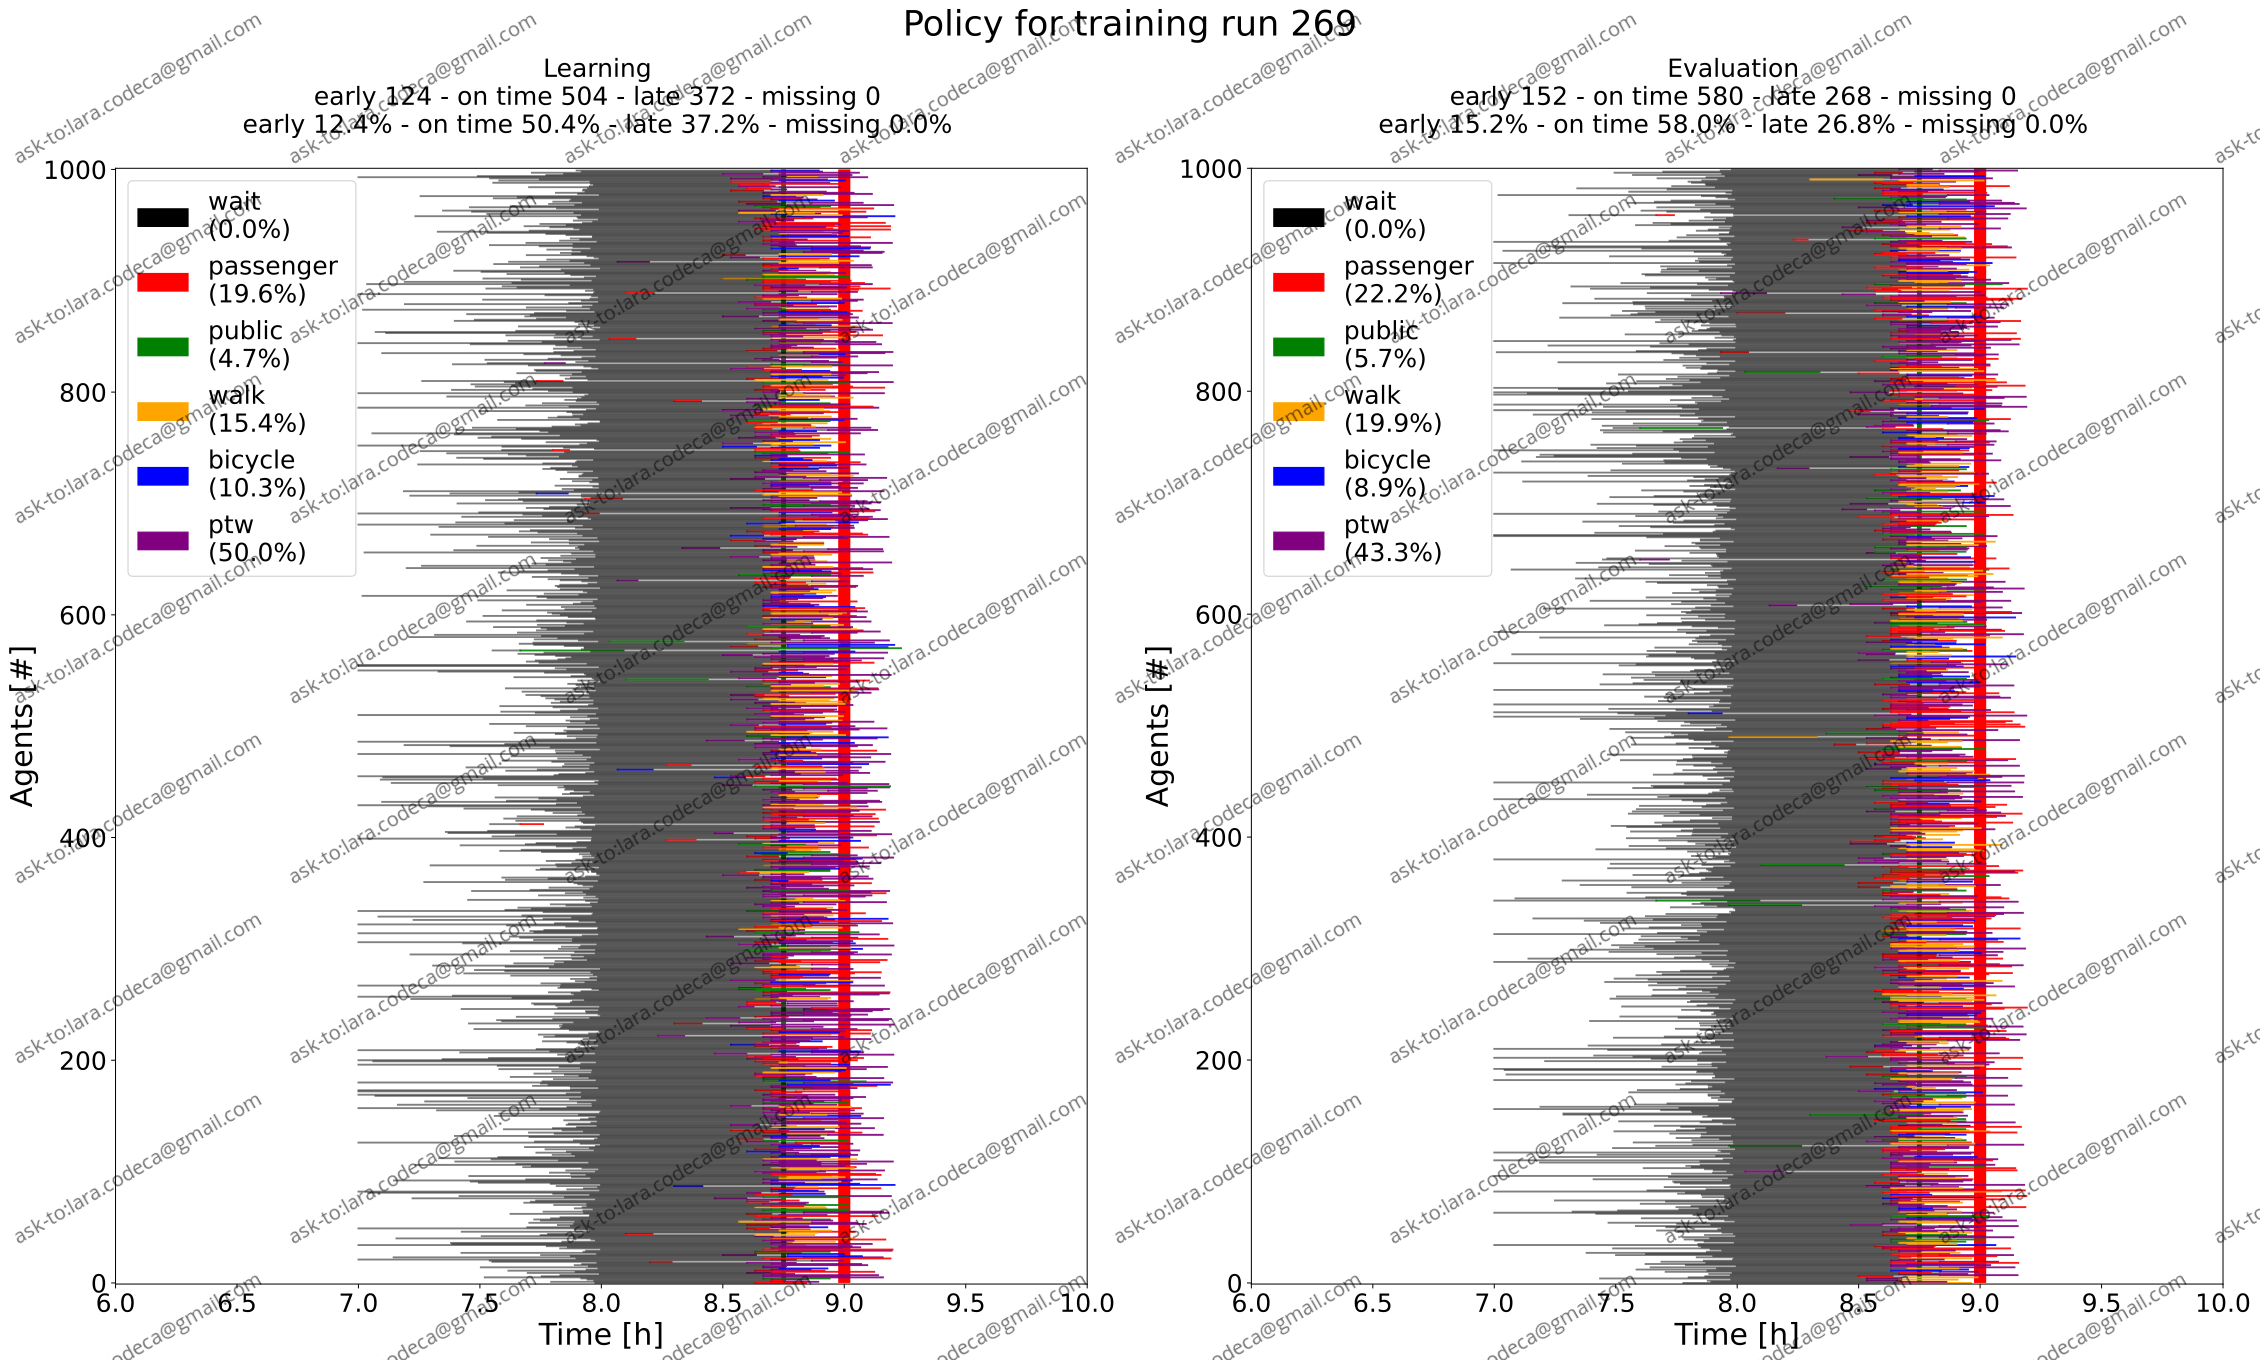 Policy for training run 269
Learning
early 124 - on time 504 - late 372 - missing 0
early 12.4% - on time 50.4% - late 37.2% - missing 0.0%
wait
(0.0%)
passenger
(19.6%)
public
(4.7%)
walk
(15.4%)
bicycle
(10.3%)
ptw
(50.0%)
1000
800
600
400
200
0
Agents [#]
6.0 6.5 7.0 7.5 8.0 8.5 9.0 9.5 10.0
Time [h]
Evaluation
early 152 - on time 580 - late 268 - missing 0
early 15.2% - on time 58.0% - late 26.8% - missing 0.0%
wait
(0.0%)
passenger
(22.2%)
public
(5.7%)
walk
(19.9%)
bicycle
(8.9%)
ptw
(43.3%)
1000
800
600
400
200
0
Agents [#]
6.0 6.5 7.0 7.5 8.0 8.5 9.0 9.5 10.0
Time [h]
ask-to:lara.codeca@gmail.com